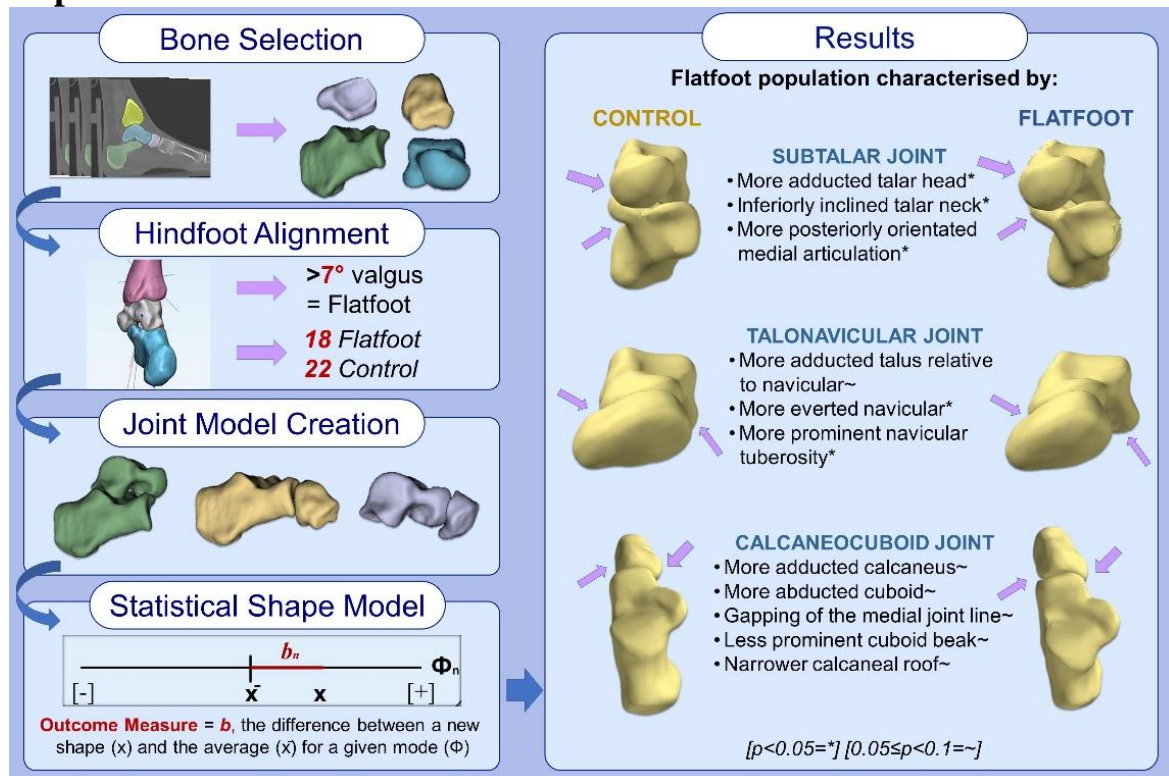 Bone Selection
Hindfoot Alignment
>7° valgus
= Flatfoot
18 Flatfoot
22 Control
Joint Model Creation
Statistical Shape Model
bₙ
Φₙ
[-]
x̄
x
[+]
Outcome Measure = b, the difference between a new
shape (x) and the average (x̄) for a given mode (Φ)
Results
Flatfoot population characterised by:
CONTROL
FLATFOOT
SUBTALAR JOINT
• More adducted talar head*
• Inferiorly inclined talar neck*
• More posteriorly orientated
medial articulation*
TALONAVICULAR JOINT
• More adducted talus relative
to navicular~
• More everted navicular*
• More prominent navicular
tuberosity*
CALCANEOCUBOID JOINT
• More adducted calcaneus~
• More abducted cuboid~
• Gapping of the medial joint line~
• Less prominent cuboid beak~
• Narrower calcaneal roof~
[p<0.05=*] [0.05≤p<0.1=~]